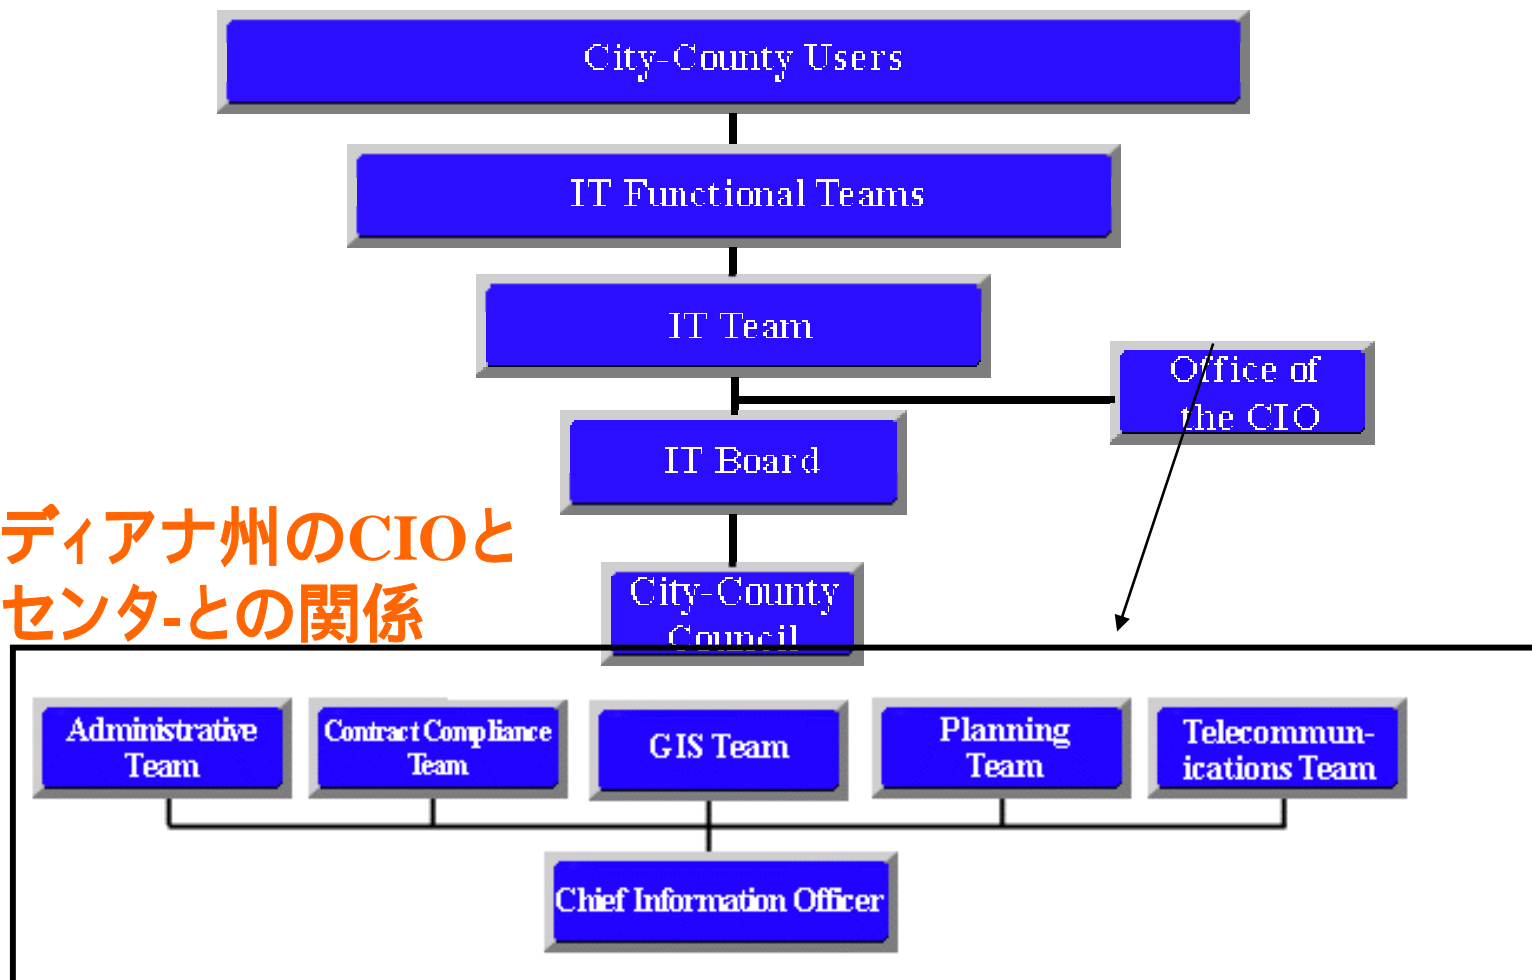 City-County Users
IT Functional Teams
IT Team
Office of
the CIO
IT Board
ディアナ州のCIOと
センタ-との関係
City-County
Council
Administrative
Team
Contract Compliance
Team
GIS Team
Planning
Team
Telecommun-
ications Team
Chief Information Officer